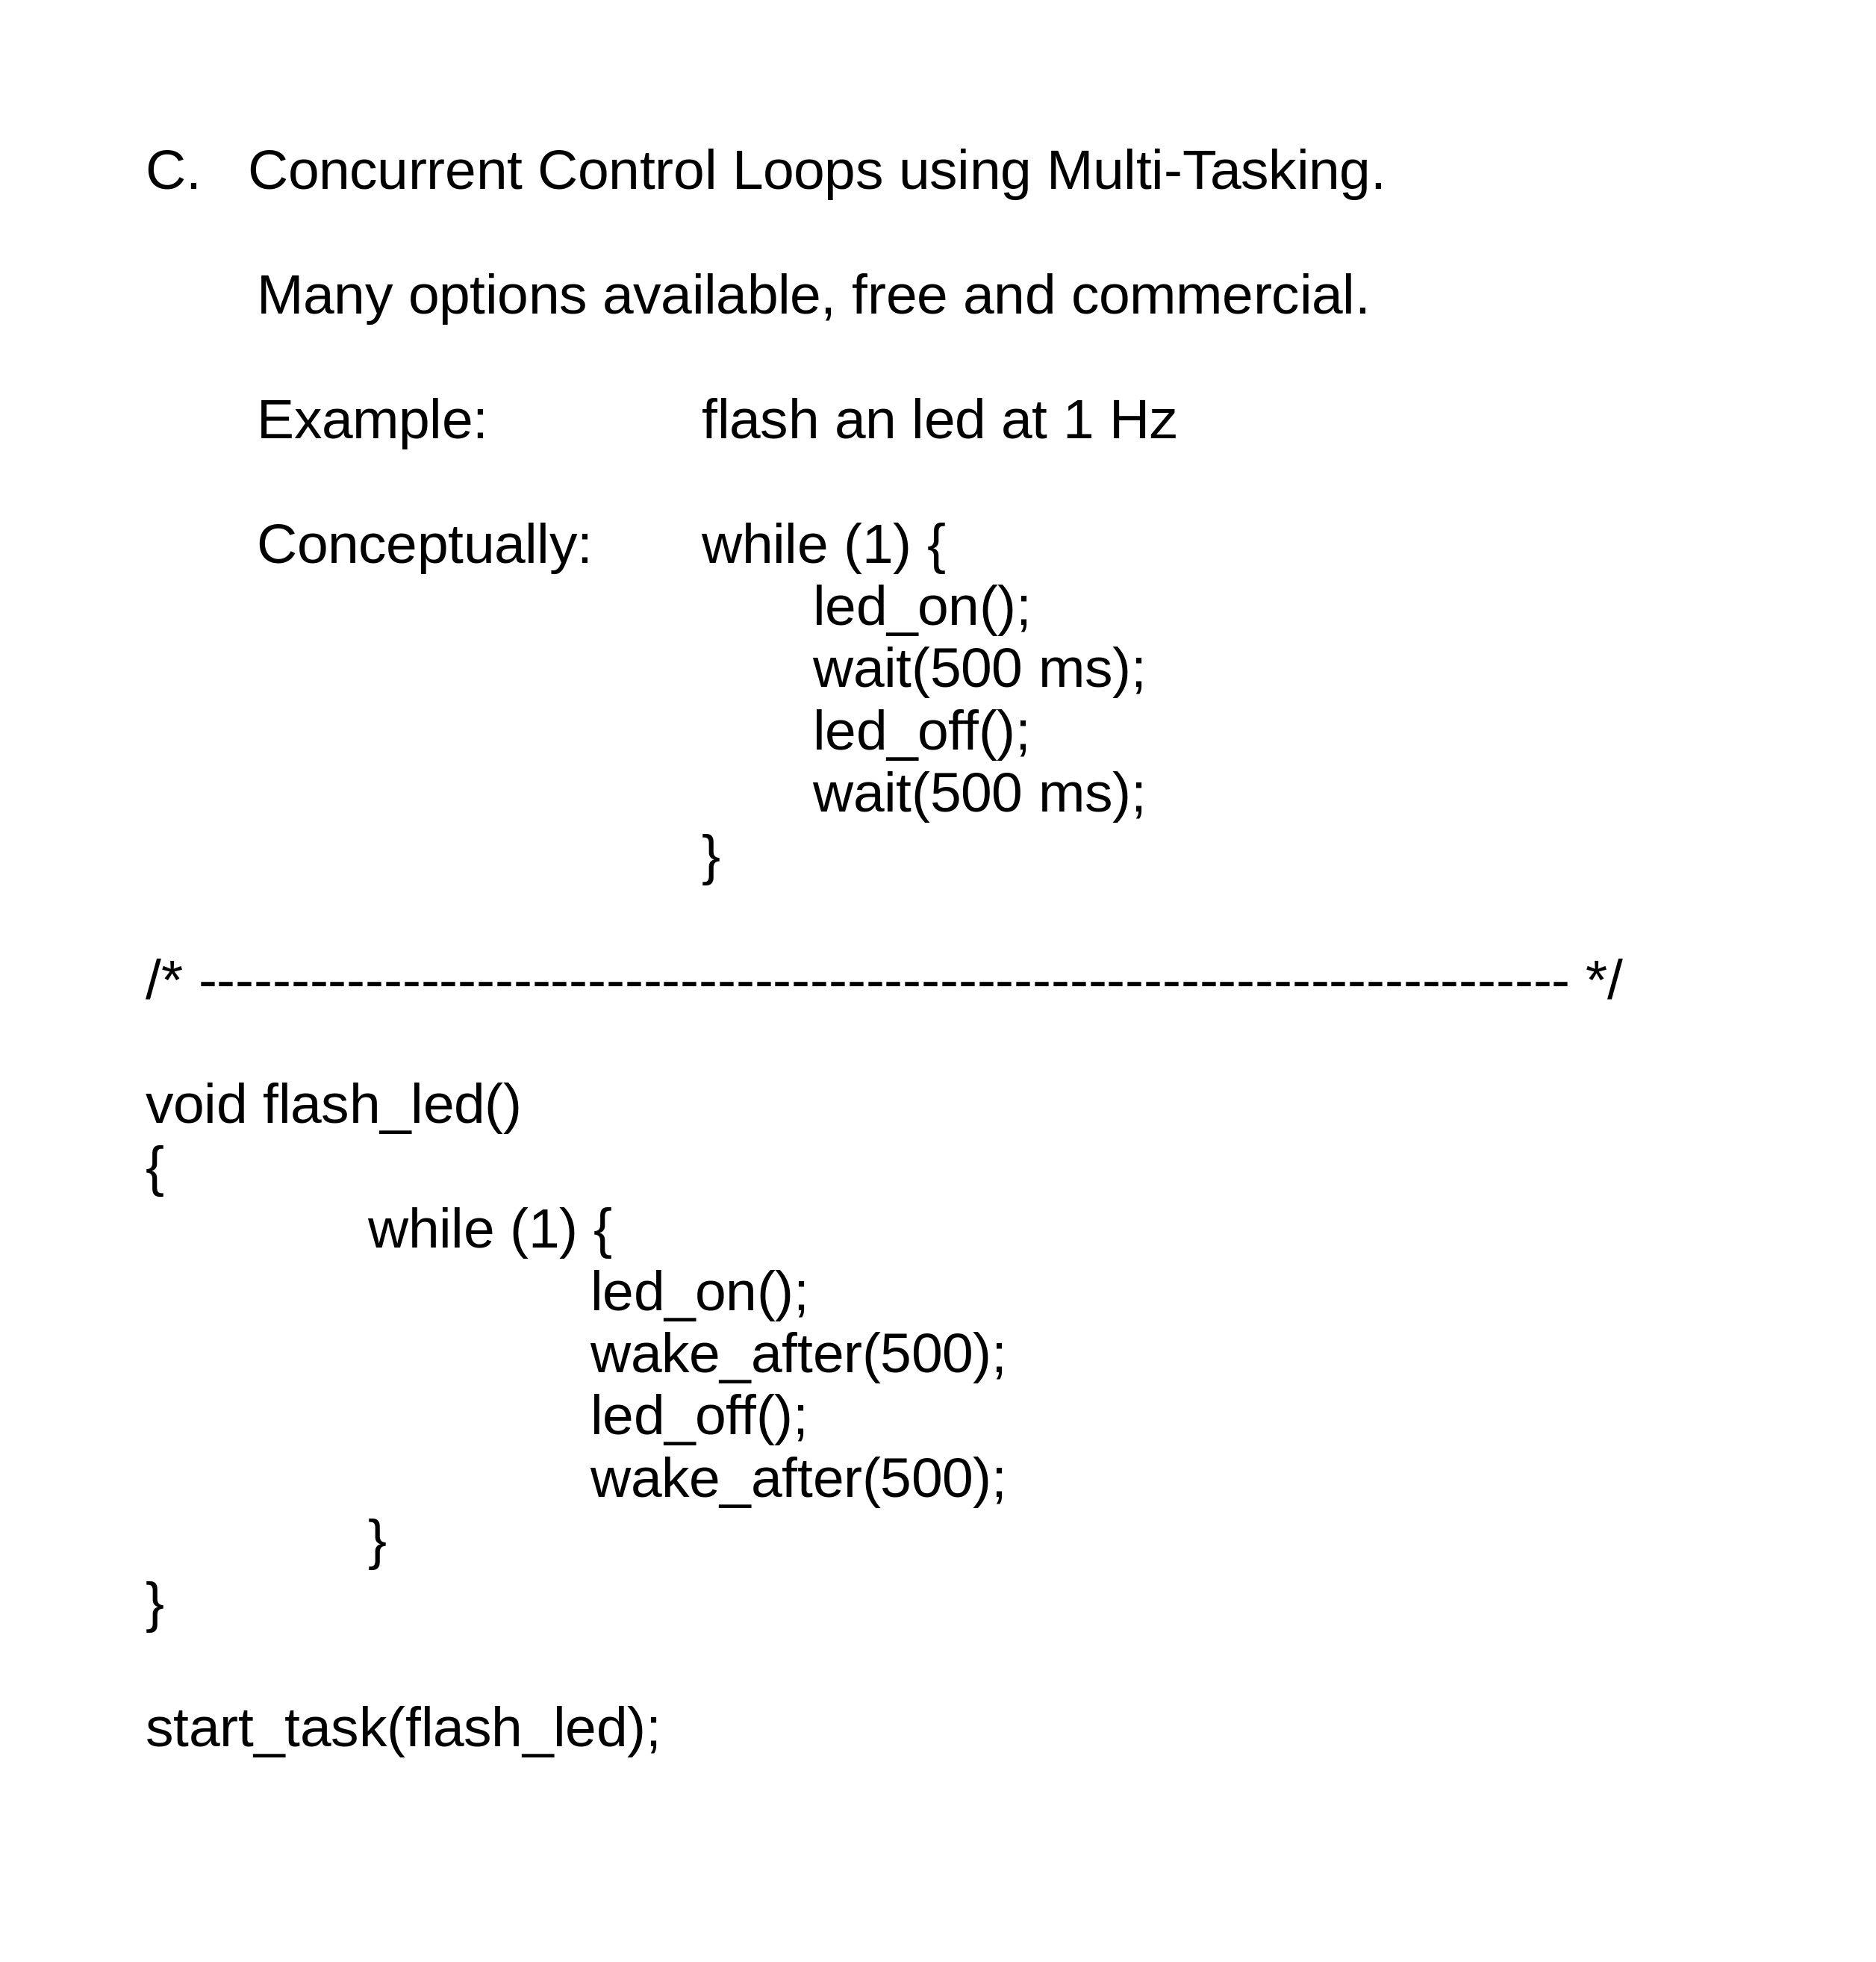 C. Concurrent Control Loops using Multi-Tasking.
Many options available, free and commercial.
Example: flash an led at 1 Hz
Conceptually: while (1) {
led_on();
wait(500 ms);
led_off();
wait(500 ms);
}
/* -------------------------------------------------------------------------- */
void flash_led()
{
while (1) {
led_on();
wake_after(500);
led_off();
wake_after(500);
}
}
start_task(flash_led);